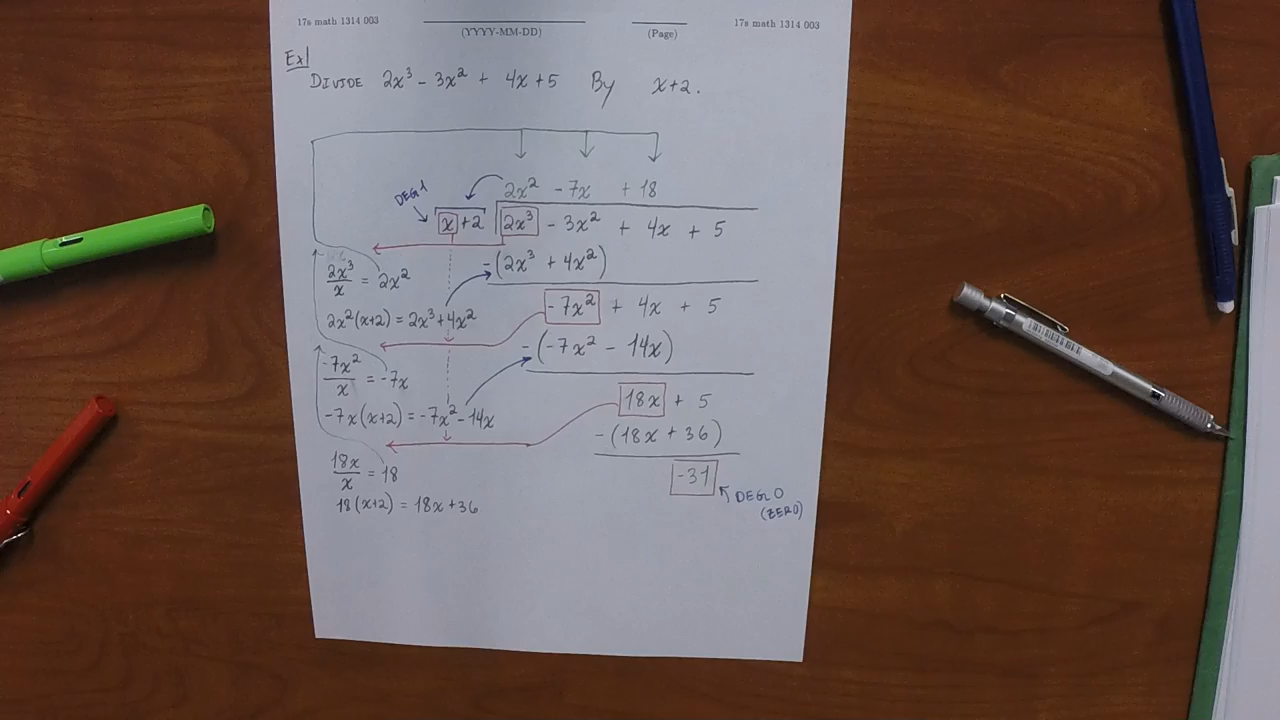 17s math 1314 003 (YYYY-MM-DD) (Page) 17s math 1314 003
Ex1
DIVIDE 2x³ - 3x² + 4x + 5 By x+2.
2x² - 7x + 18
DEG 1
x+2 2x³ - 3x² + 4x + 5
-(2x³ + 4x²)
2x³/x = 2x²
2x²(x+2) = 2x³+4x²
-7x² + 4x + 5
-(-7x² - 14x)
-7x²/x = -7x
-7x(x+2) = -7x²-14x
18x + 5
-(18x + 36)
18x/x = 18
18(x+2) = 18x+36
-31
DEG 0
(ZERO)